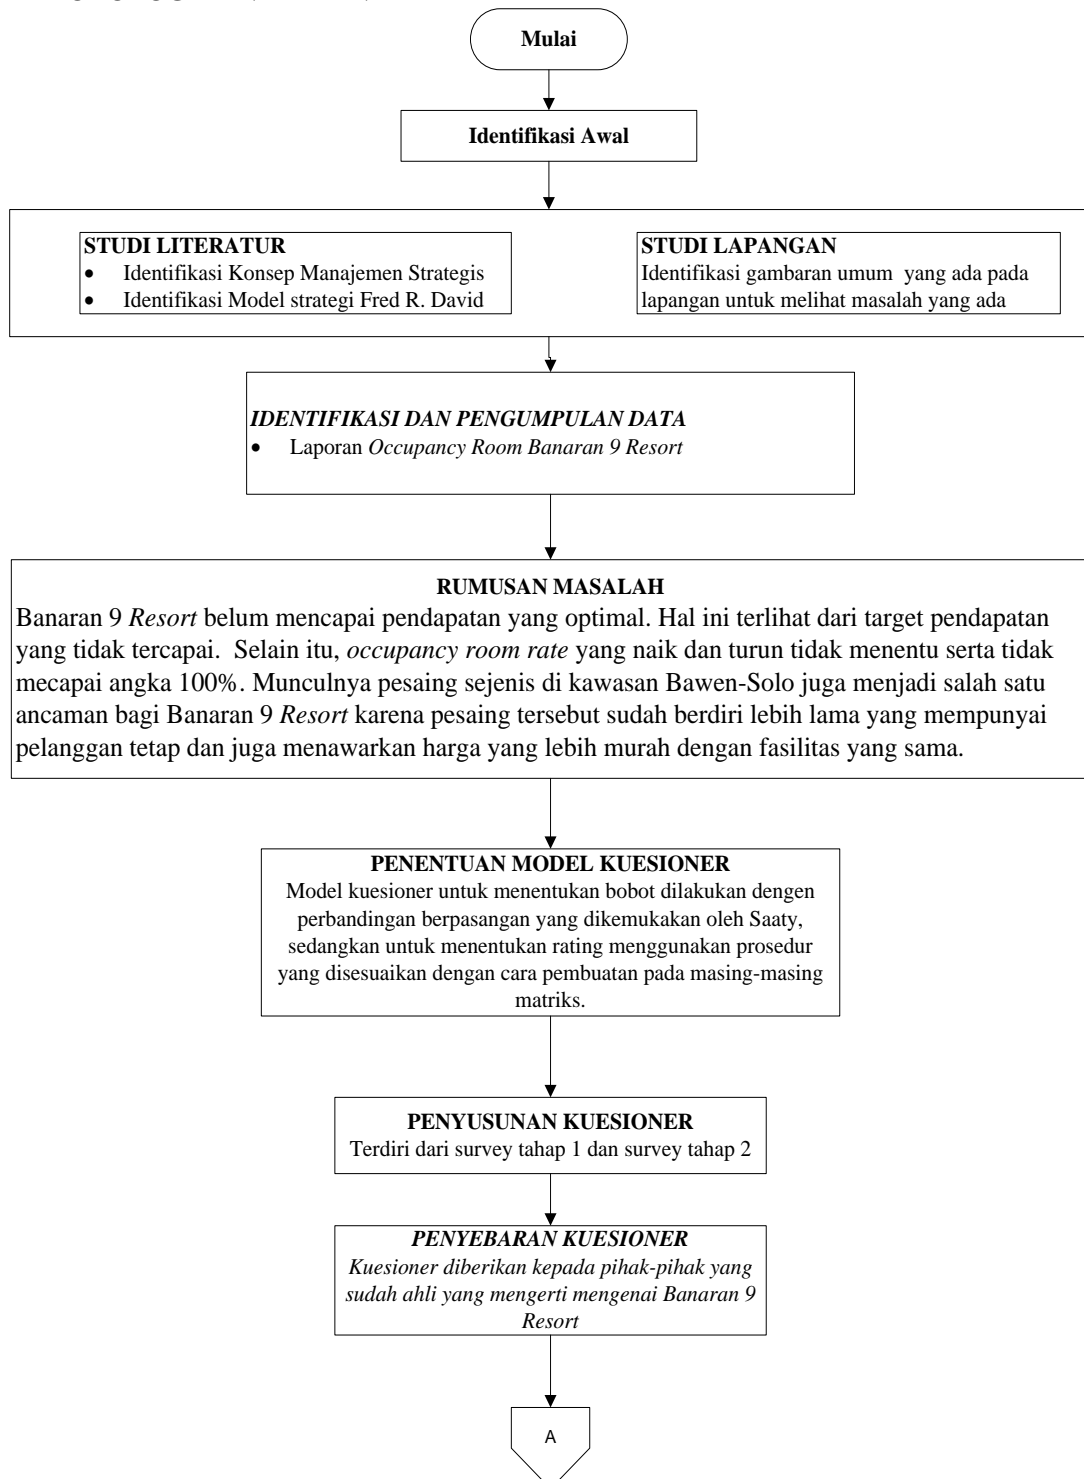 Mulai
Identifikasi Awal
STUDI LITERATUR
• Identifikasi Konsep Manajemen Strategis
• Identifikasi Model strategi Fred R. David
STUDI LAPANGAN
Identifikasi gambaran umum yang ada pada
lapangan untuk melihat masalah yang ada
IDENTIFIKASI DAN PENGUMPULAN DATA
• Laporan Occupancy Room Banaran 9 Resort
RUMUSAN MASALAH
Banaran 9 Resort belum mencapai pendapatan yang optimal. Hal ini terlihat dari target pendapatan
yang tidak tercapai. Selain itu, occupancy room rate yang naik dan turun tidak menentu serta tidak
mecapai angka 100%. Munculnya pesaing sejenis di kawasan Bawen-Solo juga menjadi salah satu
ancaman bagi Banaran 9 Resort karena pesaing tersebut sudah berdiri lebih lama yang mempunyai
pelanggan tetap dan juga menawarkan harga yang lebih murah dengan fasilitas yang sama.
PENENTUAN MODEL KUESIONER
Model kuesioner untuk menentukan bobot dilakukan dengen
perbandingan berpasangan yang dikemukakan oleh Saaty,
sedangkan untuk menentukan rating menggunakan prosedur
yang disesuaikan dengan cara pembuatan pada masing-masing
matriks.
PENYUSUNAN KUESIONER
Terdiri dari survey tahap 1 dan survey tahap 2
PENYEBARAN KUESIONER
Kuesioner diberikan kepada pihak-pihak yang
sudah ahli yang mengerti mengenai Banaran 9
Resort
A